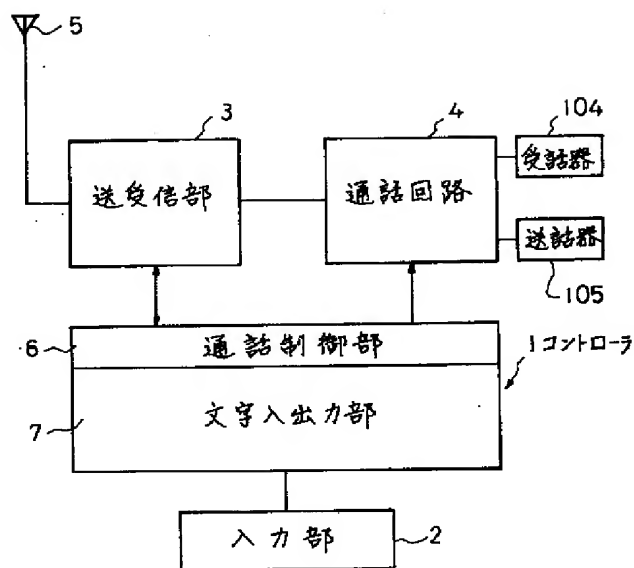 5
3
4
104
送受信部
通話回路
受話器
送話器
105
6
通話制御部
1 コントローラ
7
文字入出力部
入力部
2